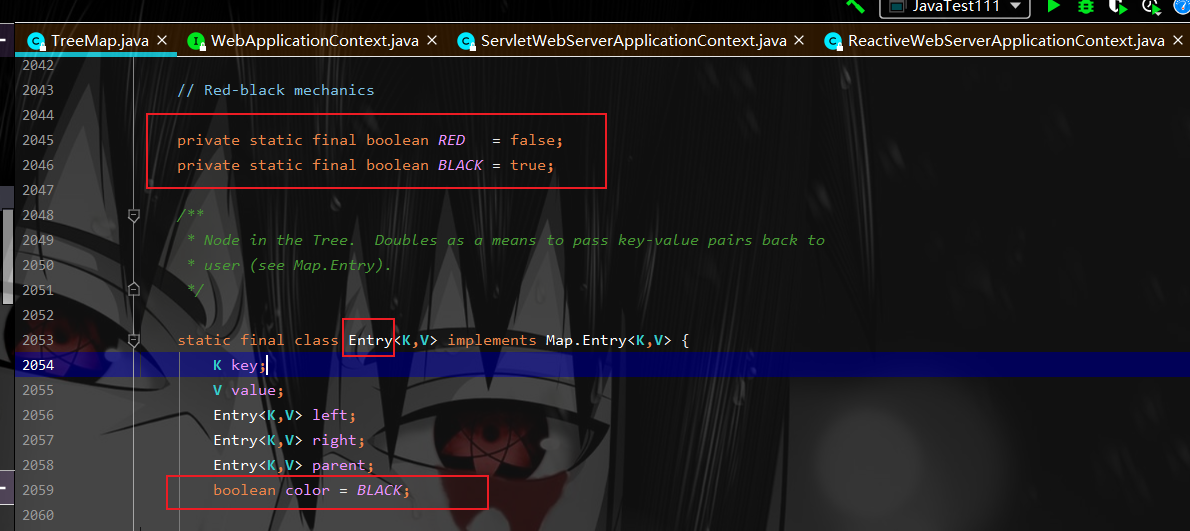 JavaTest111
TreeMap.java WebApplicationContext.java ServletWebServerApplicationContext.java ReactiveWebServerApplicationContext.java
2042
2043 // Red-black mechanics
2044
2045 private static final boolean RED   = false;
2046 private static final boolean BLACK = true;
2047
2048 /**
2049 * Node in the Tree.  Doubles as a means to pass key-value pairs back to
2050 * user (see Map.Entry).
2051 */
2052
2053 static final class Entry<K,V> implements Map.Entry<K,V> {
2054 K key;
2055 V value;
2056 Entry<K,V> left;
2057 Entry<K,V> right;
2058 Entry<K,V> parent;
2059 boolean color = BLACK;
2060